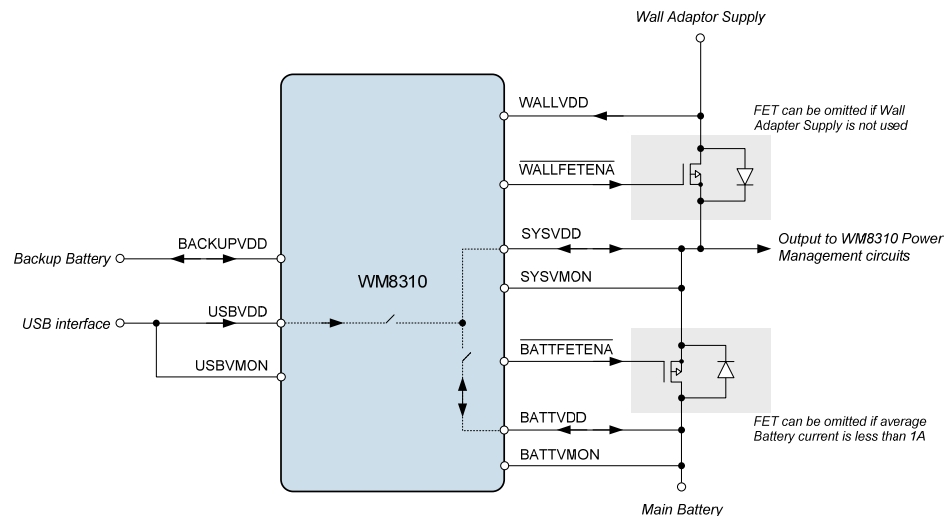 Wall Adaptor Supply
WALLVDD
FET can be omitted if Wall
Adapter Supply is not used
WALLFETENA
SYSVDD
Output to WM8310 Power
Management circuits
BACKUPVDD
Backup Battery
WM8310
SYSVMON
USBVDD
USB interface
BATTFETENA
USBVMON
BATTVDD
FET can be omitted if average
Battery current is less than 1A
BATTVMON
Main Battery